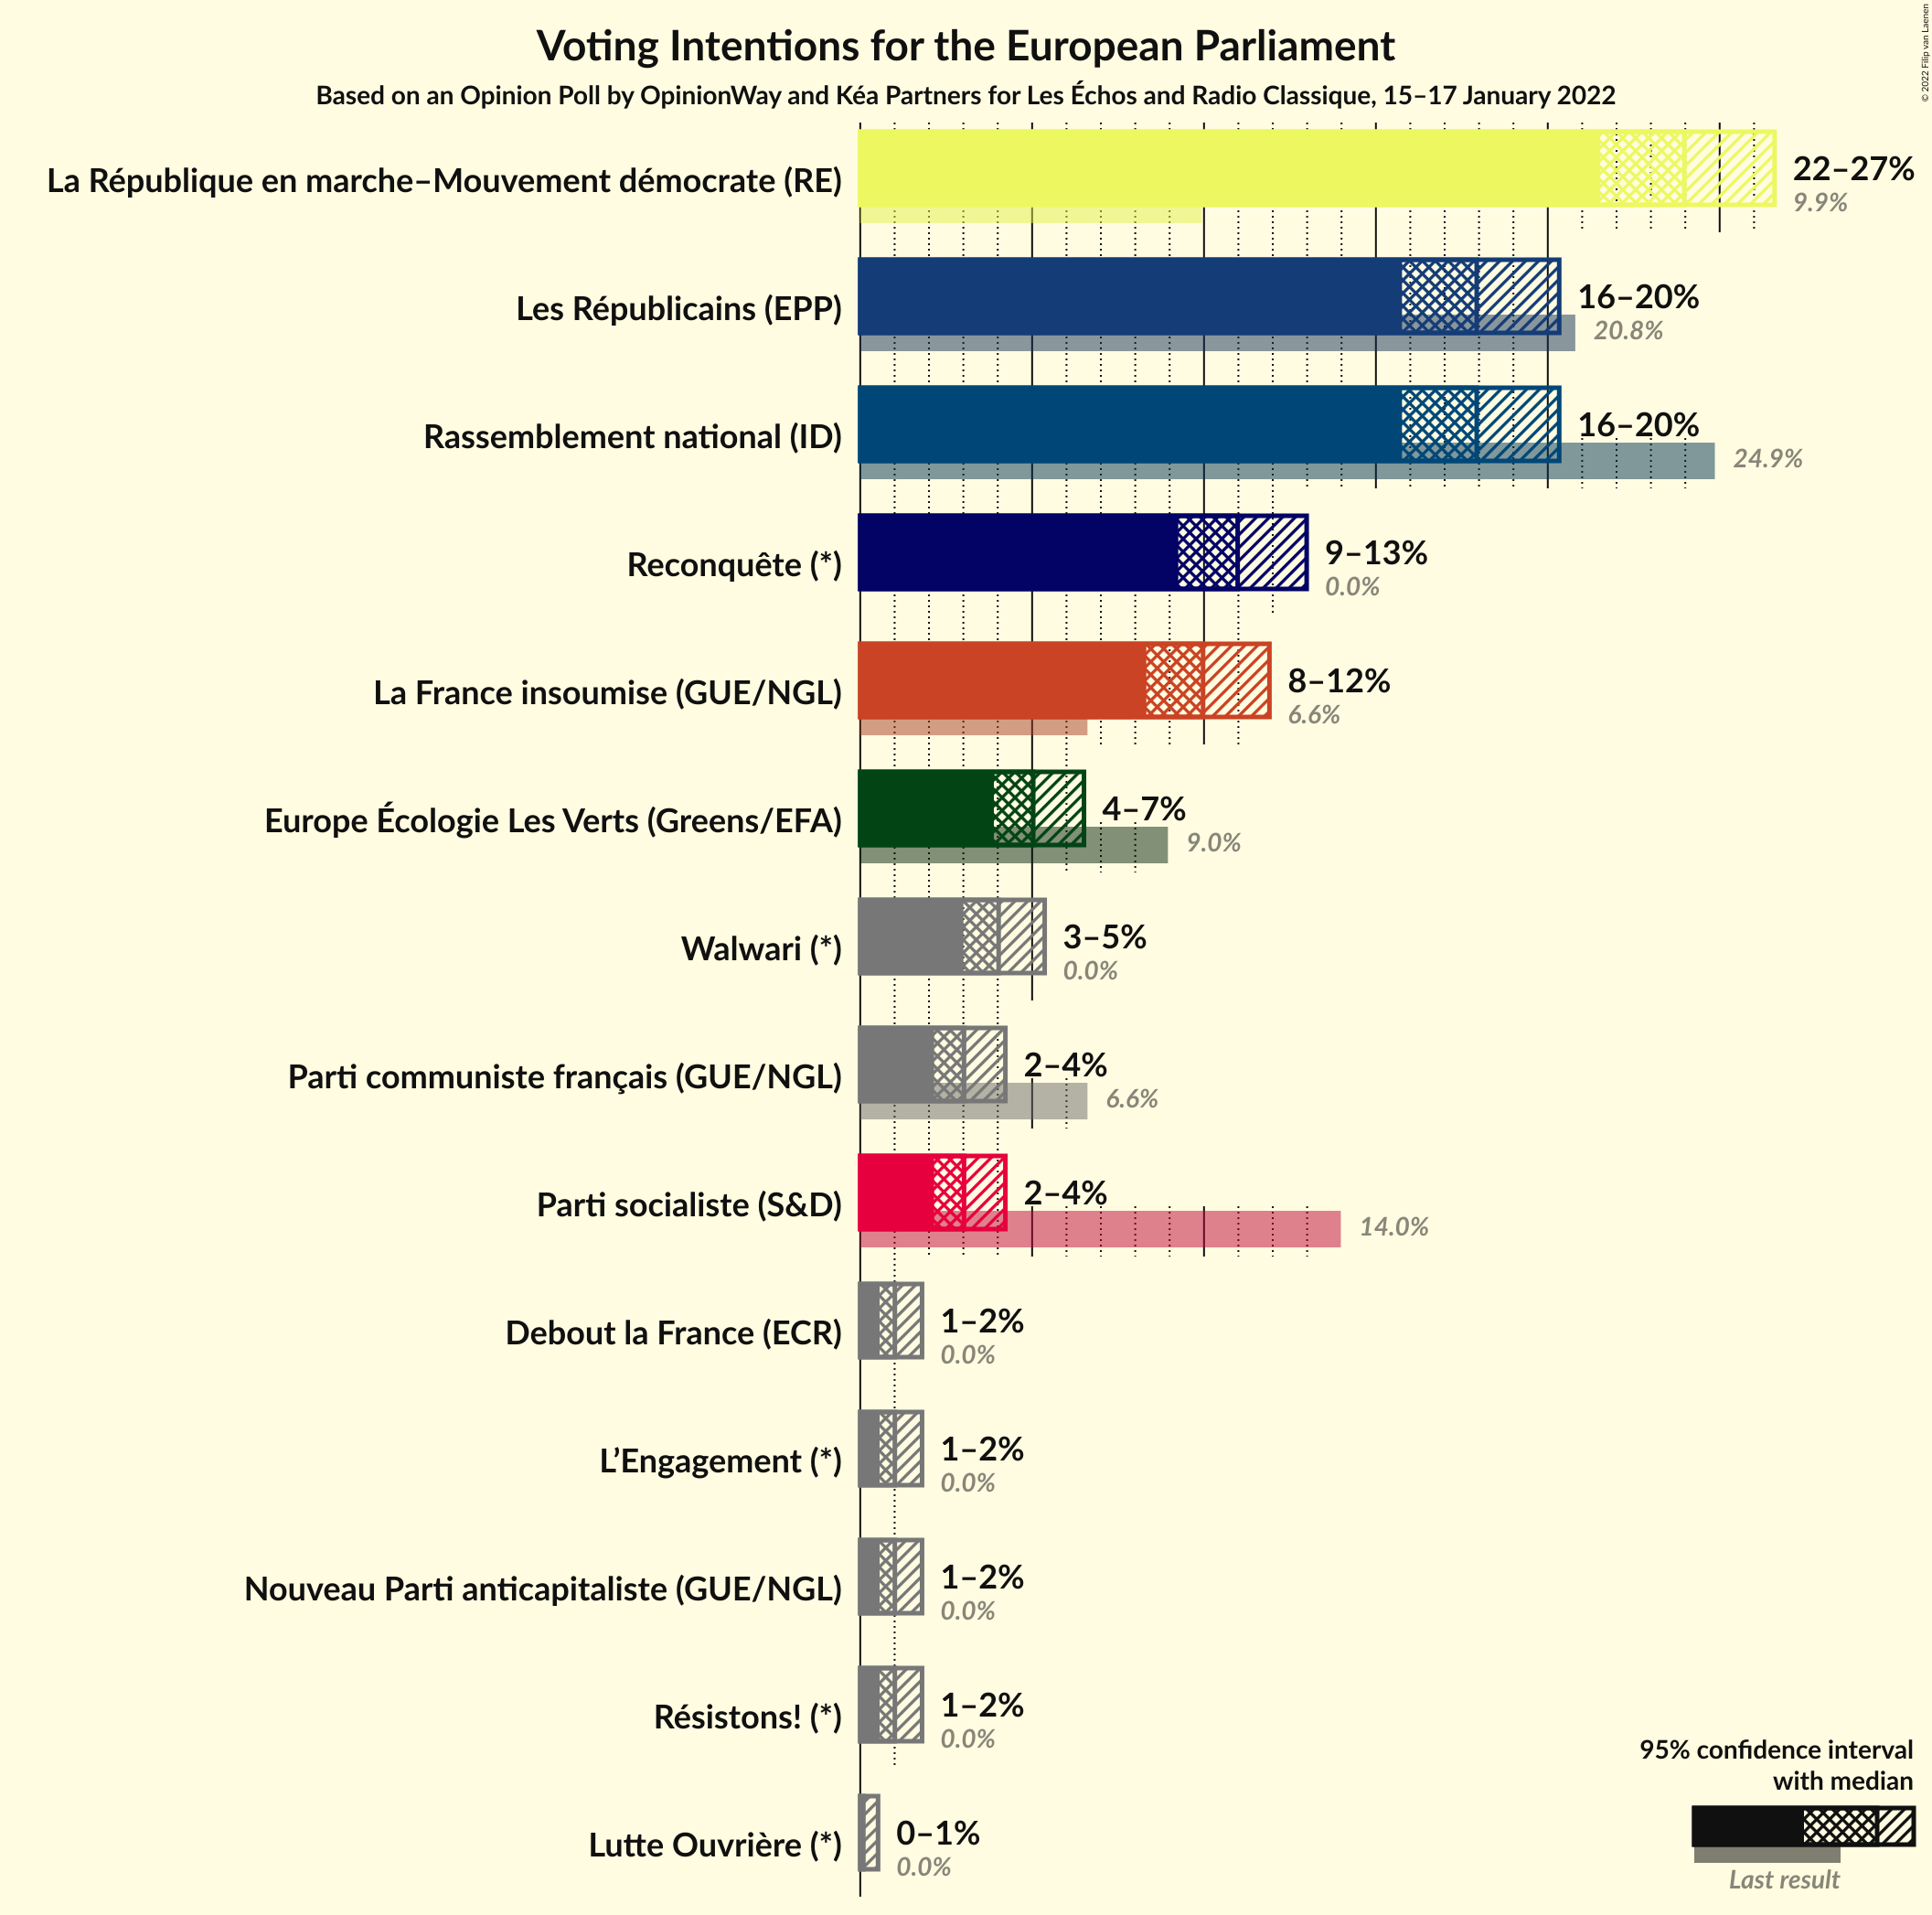 © 2022 Filip van Laenen
Voting Intentions for the European Parliament
Based on an Opinion Poll by OpinionWay and Kéa Partners for Les Échos and Radio Classique, 15–17 January 2022
La République en marche–Mouvement démocrate (RE)
22–27%
9.9%
Les Républicains (EPP)
16–20%
20.8%
Rassemblement national (ID)
16–20%
24.9%
Reconquête (*)
9–13%
0.0%
La France insoumise (GUE/NGL)
8–12%
6.6%
Europe Écologie Les Verts (Greens/EFA)
4–7%
9.0%
Walwari (*)
3–5%
0.0%
Parti communiste français (GUE/NGL)
2–4%
6.6%
Parti socialiste (S&D)
2–4%
14.0%
Debout la France (ECR)
1–2%
0.0%
L’Engagement (*)
1–2%
0.0%
Nouveau Parti anticapitaliste (GUE/NGL)
1–2%
0.0%
Résistons! (*)
1–2%
0.0%
Lutte Ouvrière (*)
0–1%
0.0%
95% confidence interval
with median
Last result